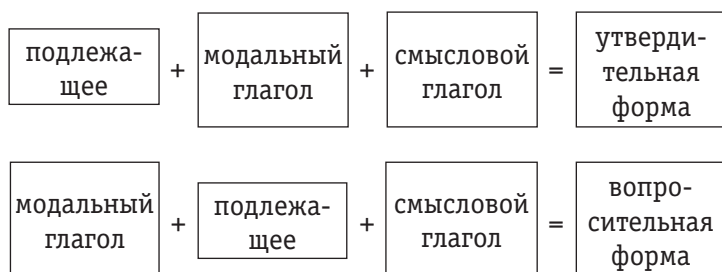 подлежа-
щее
+
модальный
глагол
+
смысловой
глагол
=
утверди-
тельная
форма
модальный
глагол
+
подлежа-
щее
+
смысловой
глагол
=
вопро-
сительная
форма